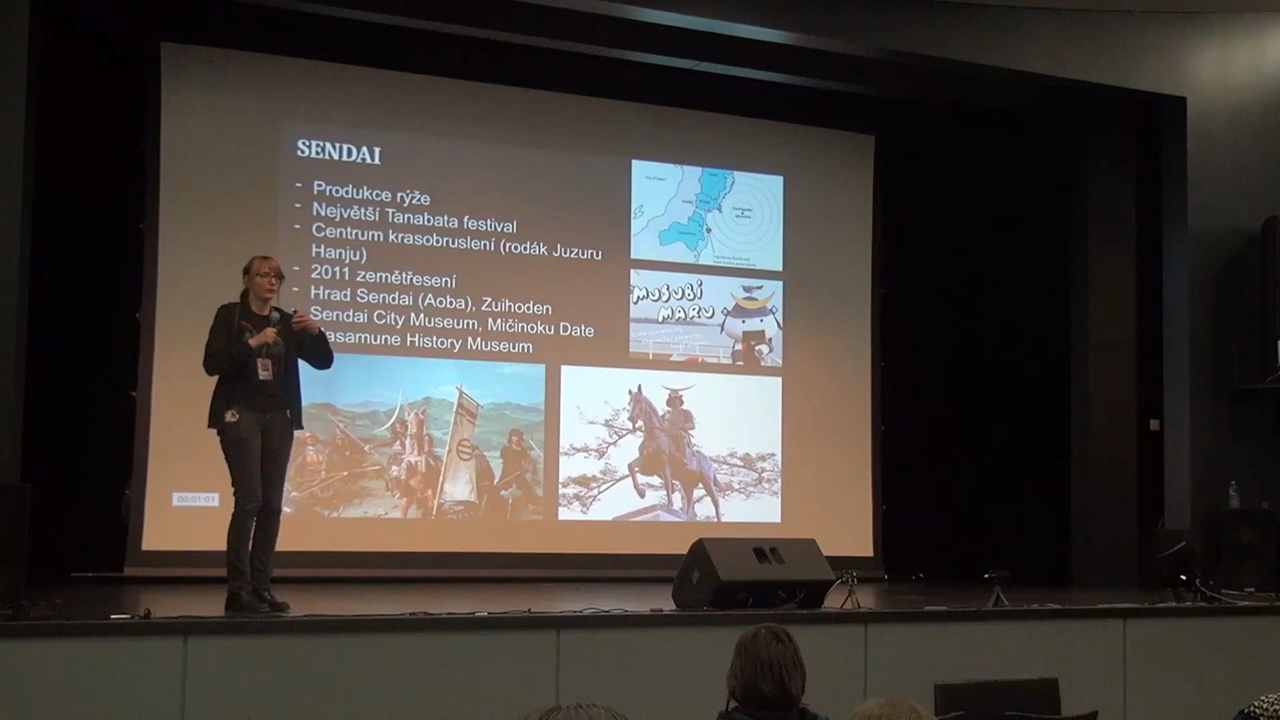 SENDAI
- Produkce rýže
- Největší Tanabata festival
- Centrum krasobruslení (rodák Juzuru
Hanju)
- 2011 zemětřesení
- Hrad Sendai (Aoba), Zuihoden
Sendai City Museum, Mičinoku Date
asamune History Museum
MUSUBI
MARU
00:01:01